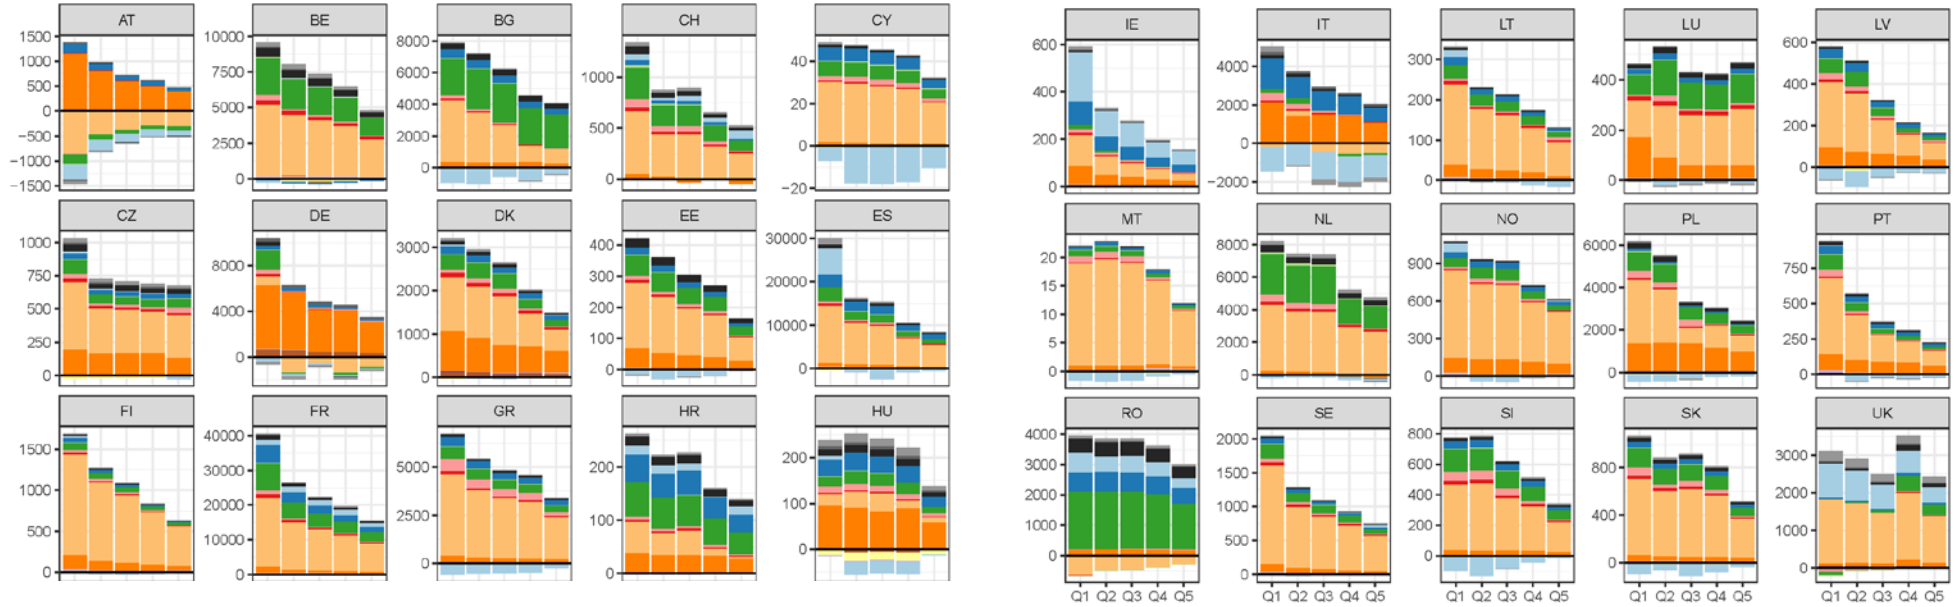 AT BE BG CH CY IE IT LT LU LV
1500 1000 500 0 −500 −1000 −1500
10000 7500 5000 2500 0
8000 6000 4000 2000 0
1000 500 0
40 20 0 −20
600 400 200 0
4000 2000 0 −2000
300 200 100 0
400 200 0
600 400 200 0
CZ DE DK EE ES MT NL NO PL PT
1000 750 500 250 0
8000 4000 0
3000 2000 1000 0
400 300 200 100 0
30000 20000 10000 0
20 15 10 5 0
8000 6000 4000 2000 0
900 600 300 0
6000 4000 2000 0
750 500 250 0
FI FR GR HR HU RO SE SI SK UK
1500 1000 500 0
40000 30000 20000 10000 0
5000 2500 0
200 100 0
200 100 0
4000 3000 2000 1000 0
2000 1500 1000 500 0
800 600 400 200 0
800 400 0
3000 2000 1000 0
Q1 Q2 Q3 Q4 Q5 Q1 Q2 Q3 Q4 Q5 Q1 Q2 Q3 Q4 Q5 Q1 Q2 Q3 Q4 Q5 Q1 Q2 Q3 Q4 Q5